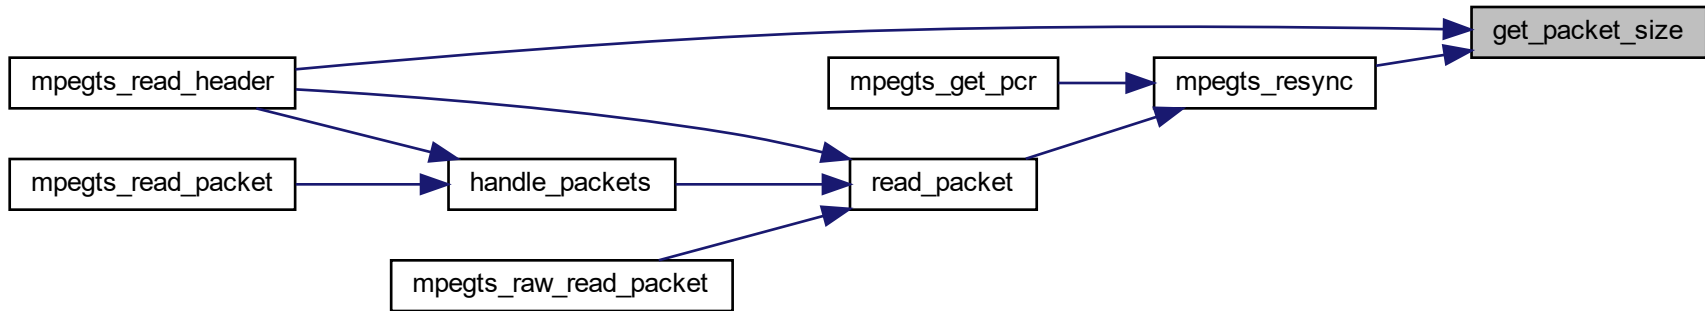 get_packet_size
mpegts_read_header
mpegts_get_pcr
mpegts_resync
mpegts_read_packet
handle_packets
read_packet
mpegts_raw_read_packet